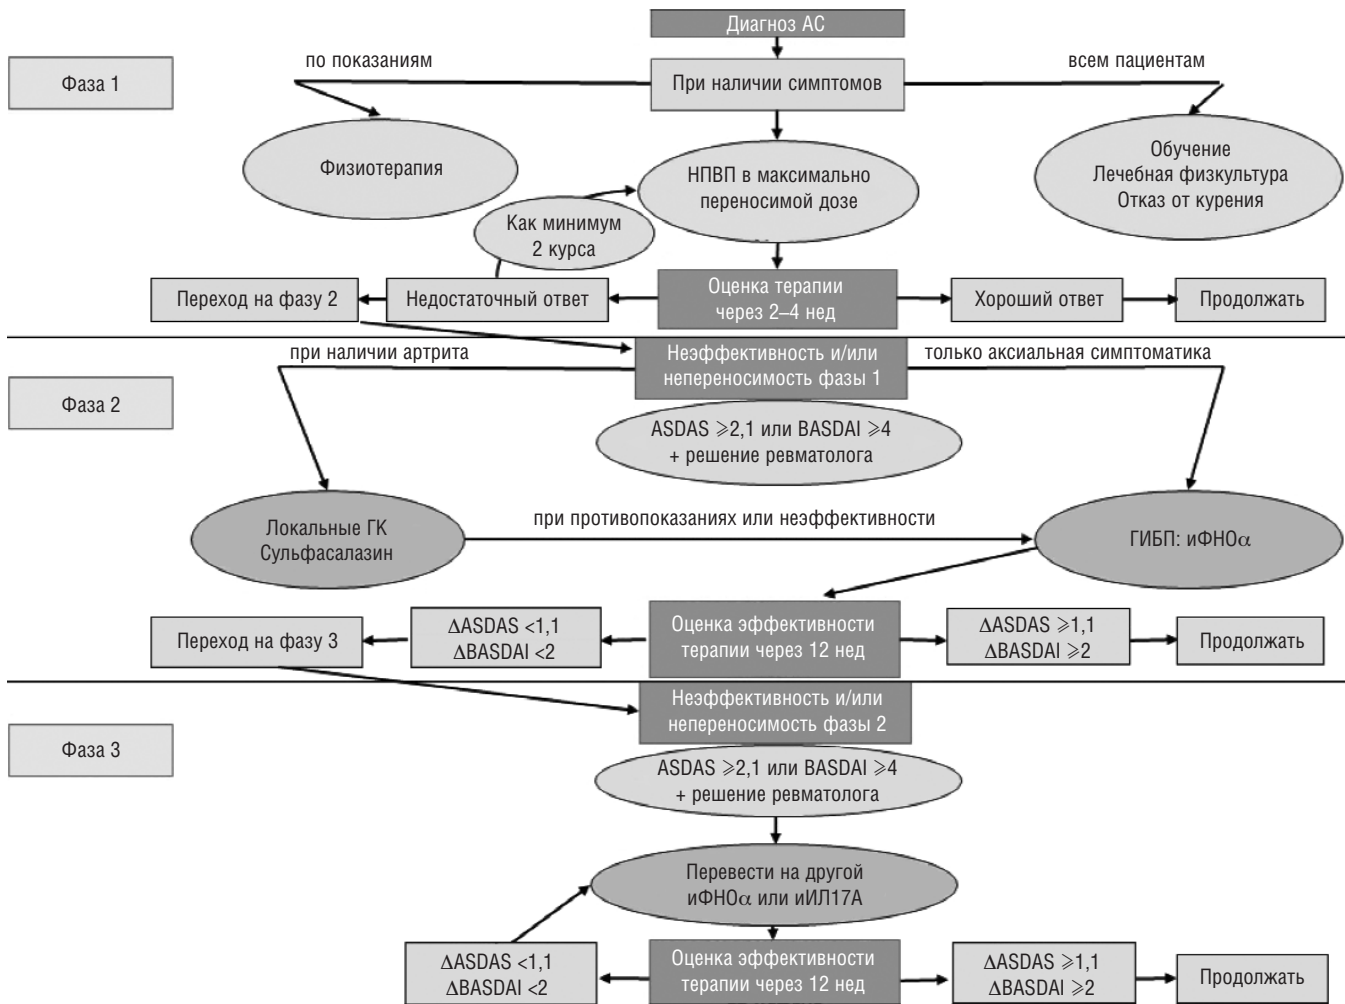 Диагноз АС
Фаза 1
по показаниям
При наличии симптомов
всем пациентам
Физиотерапия
НПВП в максимально
переносимой дозе
Обучение
Лечебная физкультура
Отказ от курения
Как минимум
2 курса
Переход на фазу 2
Недостаточный ответ
Оценка терапии
через 2–4 нед
Хороший ответ
Продолжать
Фаза 2
при наличии артрита
Неэффективность и/или
непереносимость фазы 1
только аксиальная симптоматика
ASDAS ⩾2,1 или BASDAI ⩾4
+ решение ревматолога
Локальные ГК
Сульфасалазин
при противопоказаниях или неэффективности
ГИБП: иФНОα
Переход на фазу 3
ΔASDAS <1,1
ΔBASDAI <2
Оценка эффективности
терапии через 12 нед
ΔASDAS ⩾1,1
ΔBASDAI ⩾2
Продолжать
Фаза 3
Неэффективность и/или
непереносимость фазы 2
ASDAS ⩾2,1 или BASDAI ⩾4
+ решение ревматолога
Перевести на другой
иФНОα или иИЛ17А
ΔASDAS <1,1
ΔBASDAI <2
Оценка эффективности
терапии через 12 нед
ΔASDAS ⩾1,1
ΔBASDAI ⩾2
Продолжать